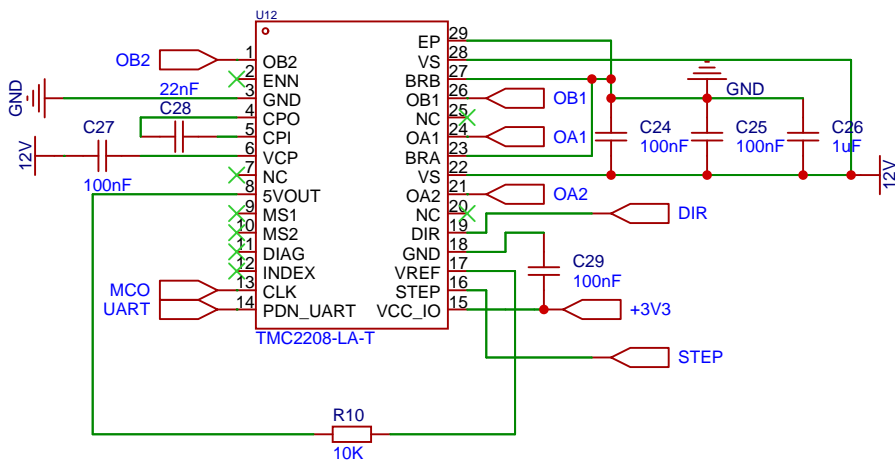 U12
OB2
1 OB2
2 ENN
GND
22nF
3 GND
C28
4 CPO
5 CPI
12V
C27
100nF
6 VCP
7 NC
8 5VOUT
9 MS1
10 MS2
11 DIAG
12 INDEX
MCO
13 CLK
UART
14 PDN_UART
EP 29
VS 28
BRB 27
OB1 26
OB1
NC 25
OA1 24
OA1
BRA 23
VS 22
OA2 21
OA2
NC 20
DIR 19
DIR
GND 18
VREF 17
STEP 16
VCC_IO 15
TMC2208-LA-T
GND
C24
100nF
C25
100nF
C26
1uF
12V
C29
100nF
+3V3
STEP
R10
10K